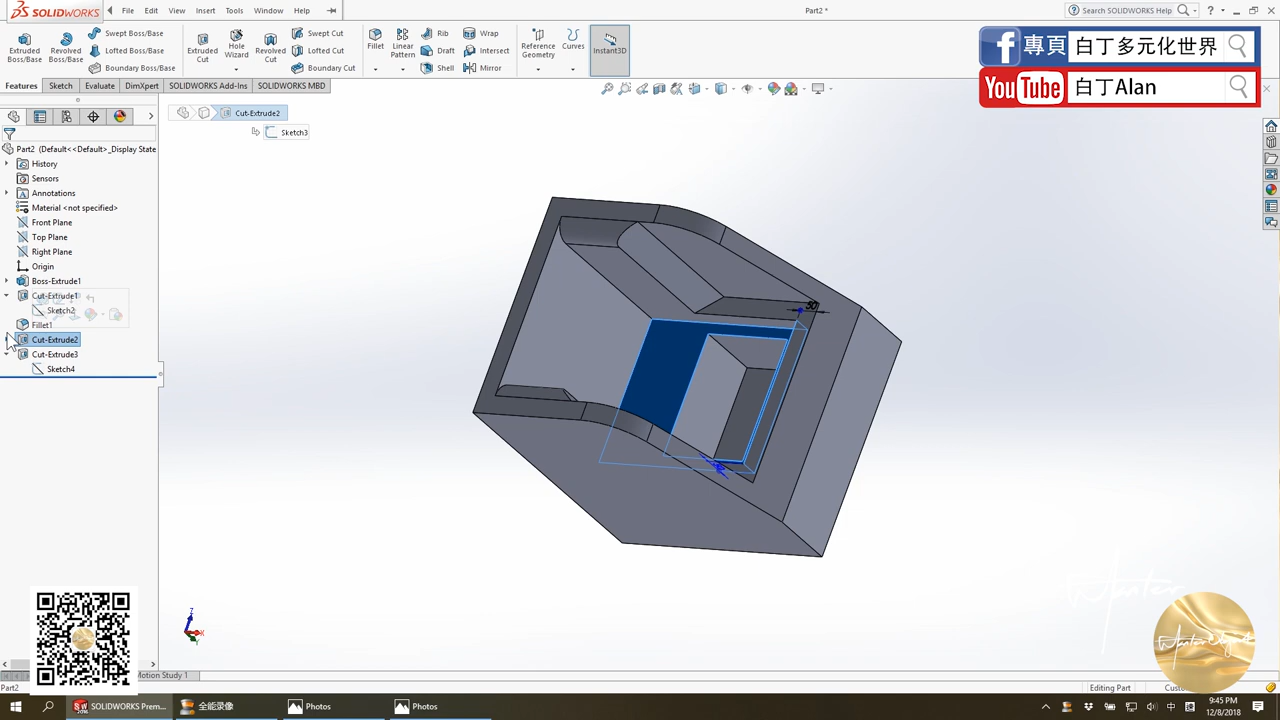 SOLIDWORKS
File
Edit
View
Insert
Tools
Window
Help
Part2 *
Search SOLIDWORKS Help
Extruded Boss/Base
Revolved Boss/Base
Swept Boss/Base
Lofted Boss/Base
Boundary Boss/Base
Extruded Cut
Hole Wizard
Revolved Cut
Swept Cut
Lofted Cut
Boundary Cut
Fillet
Linear Pattern
Rib
Draft
Shell
Wrap
Intersect
Mirror
Reference Geometry
Curves
Instant3D
專頁 白丁多元化世界
YouTube 白丁Alan
Features
Sketch
Evaluate
DimXpert
SOLIDWORKS Add-Ins
SOLIDWORKS MBD
Cut-Extrude2
Sketch3
Part2 (Default<<Default>_Display State
History
Sensors
Annotations
Material <not specified>
Front Plane
Top Plane
Right Plane
Origin
Boss-Extrude1
Cut-Extrude1
Sketch2
Fillet1
Cut-Extrude2
Cut-Extrude3
Sketch4
50
Z
X
Y
Motion Study 1
Part2
Editing Part
SOLIDWORKS Prem...
全能录像
Photos
Photos
中
9:45 PM
12/8/2018